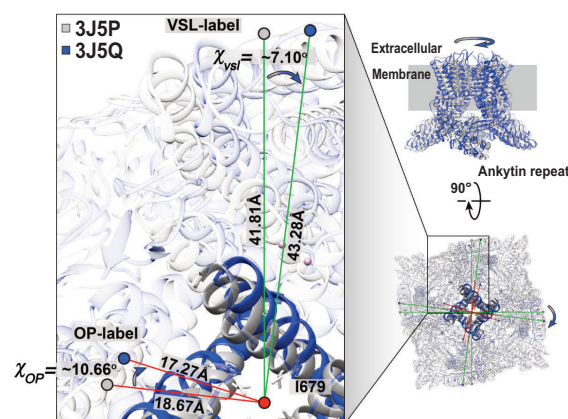 3J5P
3J5Q
VSL-label
χvsl= ~7.10°
41.81Å
43.28Å
OP-label
χOP= ~10.66°
17.27Å
18.67Å
I679
Extracellular
Membrane
Ankytin repeat
90°